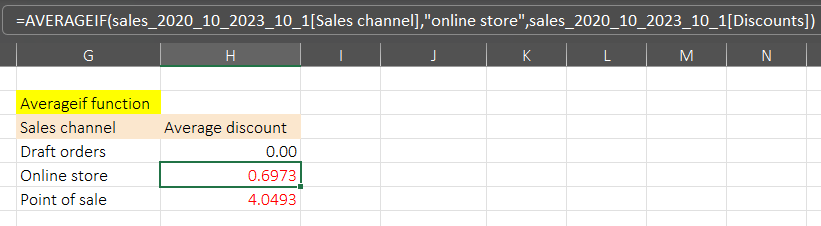 =AVERAGEIF(sales_2020_10_2023_10_1[Sales channel],"online store",sales_2020_10_2023_10_1[Discounts])
G H I J K L M N
Averageif function
Sales channel Average discount
Draft orders 0.00
Online store 0.6973
Point of sale 4.0493